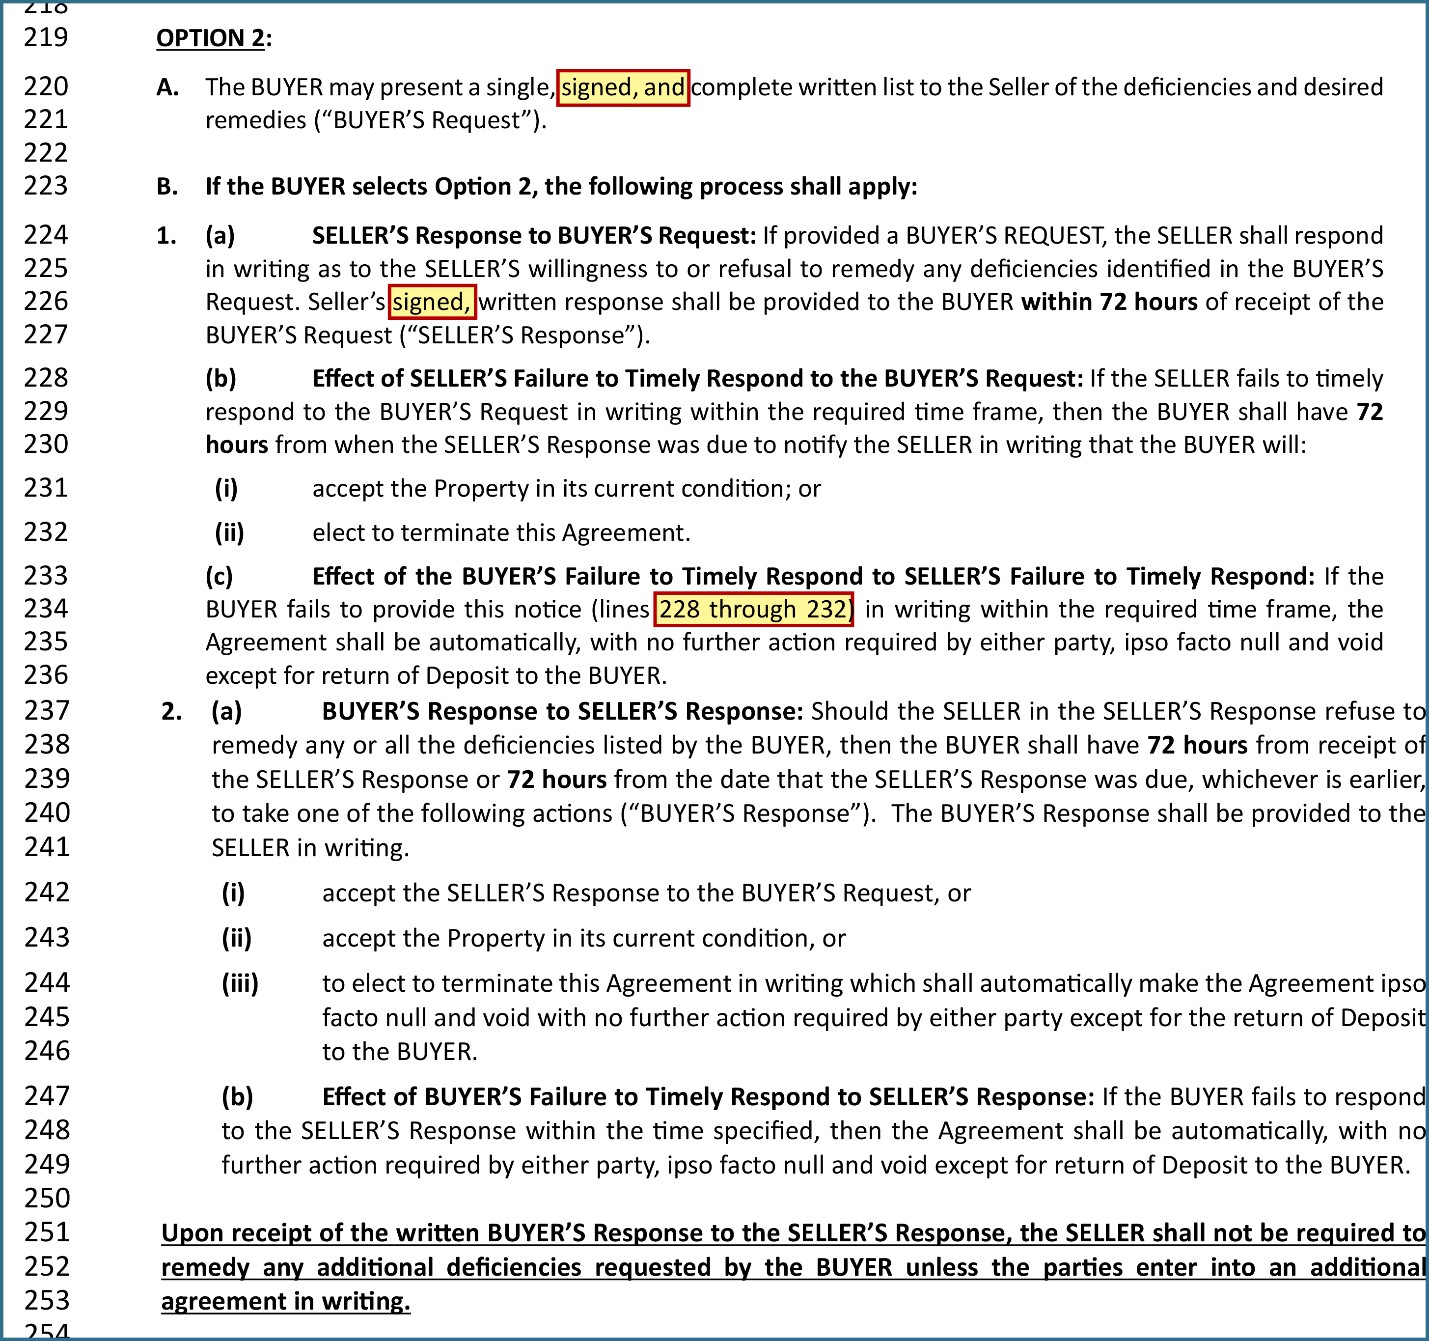 218
219 OPTION 2:
220 A. The BUYER may present a single, signed, and complete written list to the Seller of the deficiencies and desired
221 remedies (“BUYER’S Request”).
222
223 B. If the BUYER selects Option 2, the following process shall apply:
224 1. (a) SELLER’S Response to BUYER’S Request: If provided a BUYER’S REQUEST, the SELLER shall respond
225 in writing as to the SELLER’S willingness to or refusal to remedy any deficiencies identified in the BUYER’S
226 Request. Seller’s signed, written response shall be provided to the BUYER within 72 hours of receipt of the
227 BUYER’S Request (“SELLER’S Response”).
228 (b) Effect of SELLER’S Failure to Timely Respond to the BUYER’S Request: If the SELLER fails to timely
229 respond to the BUYER’S Request in writing within the required time frame, then the BUYER shall have 72
230 hours from when the SELLER’S Response was due to notify the SELLER in writing that the BUYER will:
231 (i) accept the Property in its current condition; or
232 (ii) elect to terminate this Agreement.
233 (c) Effect of the BUYER’S Failure to Timely Respond to SELLER’S Failure to Timely Respond: If the
234 BUYER fails to provide this notice (lines 228 through 232) in writing within the required time frame, the
235 Agreement shall be automatically, with no further action required by either party, ipso facto null and void
236 except for return of Deposit to the BUYER.
237 2. (a) BUYER’S Response to SELLER’S Response: Should the SELLER in the SELLER’S Response refuse to
238 remedy any or all the deficiencies listed by the BUYER, then the BUYER shall have 72 hours from receipt of
239 the SELLER’S Response or 72 hours from the date that the SELLER’S Response was due, whichever is earlier,
240 to take one of the following actions (“BUYER’S Response”). The BUYER’S Response shall be provided to the
241 SELLER in writing.
242 (i) accept the SELLER’S Response to the BUYER’S Request, or
243 (ii) accept the Property in its current condition, or
244 (iii) to elect to terminate this Agreement in writing which shall automatically make the Agreement ipso
245 facto null and void with no further action required by either party except for the return of Deposit
246 to the BUYER.
247 (b) Effect of BUYER’S Failure to Timely Respond to SELLER’S Response: If the BUYER fails to respond
248 to the SELLER’S Response within the time specified, then the Agreement shall be automatically, with no
249 further action required by either party, ipso facto null and void except for return of Deposit to the BUYER.
250
251 Upon receipt of the written BUYER’S Response to the SELLER’S Response, the SELLER shall not be required to
252 remedy any additional deficiencies requested by the BUYER unless the parties enter into an additional
253 agreement in writing.
254